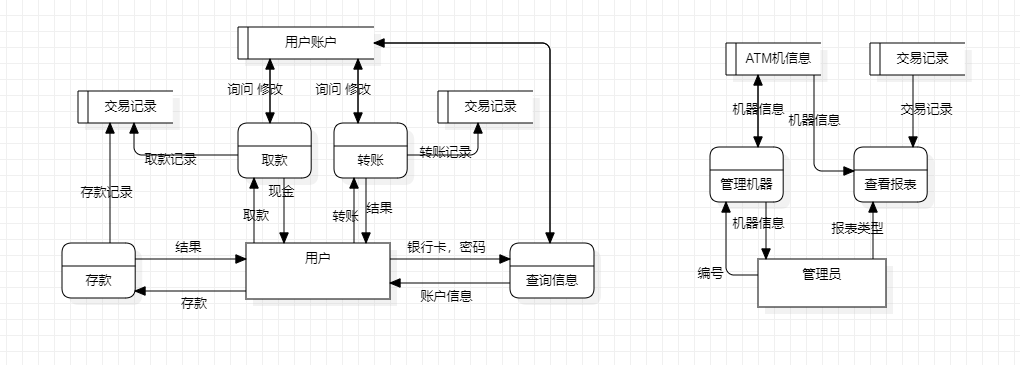 用户账户
ATM机信息
交易记录
询问 修改
询问 修改
交易记录
交易记录
机器信息
机器信息
交易记录
取款
转账
取款记录
转账记录
管理机器
查看报表
存款记录
现金
取款
转账
结果
机器信息
报表类型
结果
用户
银行卡，密码
存款
查询信息
编号
管理员
存款
账户信息